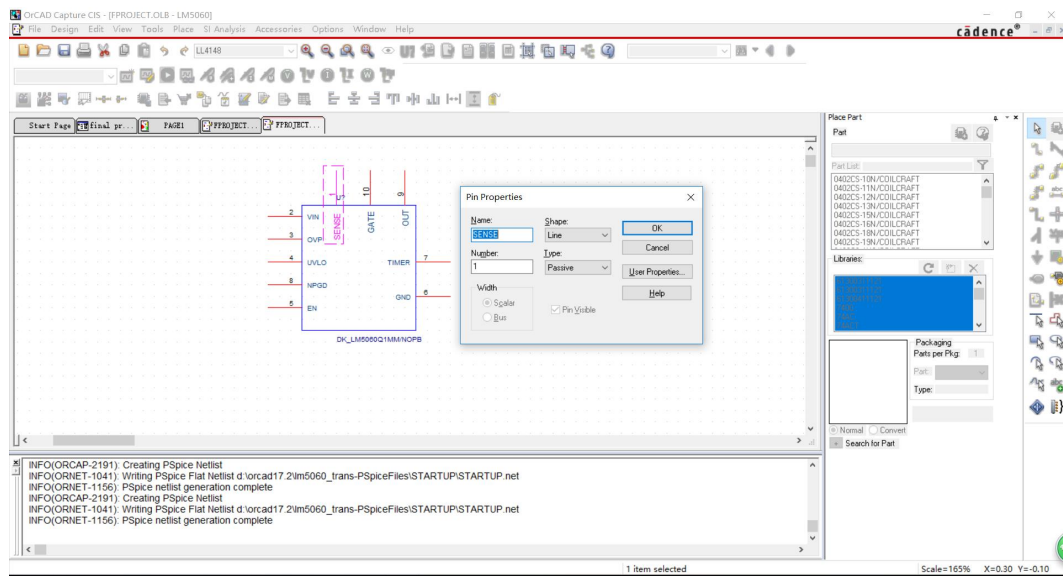 OrCAD Capture CIS - [FPROJECT.OLB - LM5060]
File Design Edit View Tools Place SI Analysis Accessories Options Window Help
cādence®
LL4148
Start Page
final pr...
PAGE1
FPROJECT...
FPROJECT...
1
10
9
SENSE
GATE
OUT
2 VIN
3 OVP
4 UVLO
TIMER 7
8 NPGD
GND 6
5 EN
DK_LM5060Q1MM/NOPB
Pin Properties
Name:
Shape:
SENSE
Line
OK
Cancel
Number:
Type:
1
Passive
User Properties...
Width
Help
Scalar
Bus
Pin Visible
Place Part
Part
Part List:
0402CS-10N/COILCRAFT
0402CS-11N/COILCRAFT
0402CS-12N/COILCRAFT
0402CS-13N/COILCRAFT
0402CS-15N/COILCRAFT
0402CS-16N/COILCRAFT
0402CS-18N/COILCRAFT
0402CS-19N/COILCRAFT
Libraries:
Packaging
Parts per Pkg: 1
Part:
Type:
Normal Convert
+ Search for Part
INFO(ORCAP-2191): Creating PSpice Netlist
INFO(ORNET-1041): Writing PSpice Flat Netlist d:\orcad17.2\lm5060_trans-PSpiceFiles\STARTUP\STARTUP.net
INFO(ORNET-1156): PSpice netlist generation complete
INFO(ORCAP-2191): Creating PSpice Netlist
INFO(ORNET-1041): Writing PSpice Flat Netlist d:\orcad17.2\lm5060_trans-PSpiceFiles\STARTUP\STARTUP.net
INFO(ORNET-1156): PSpice netlist generation complete
1 item selected
Scale=165% X=0.30 Y=-0.10